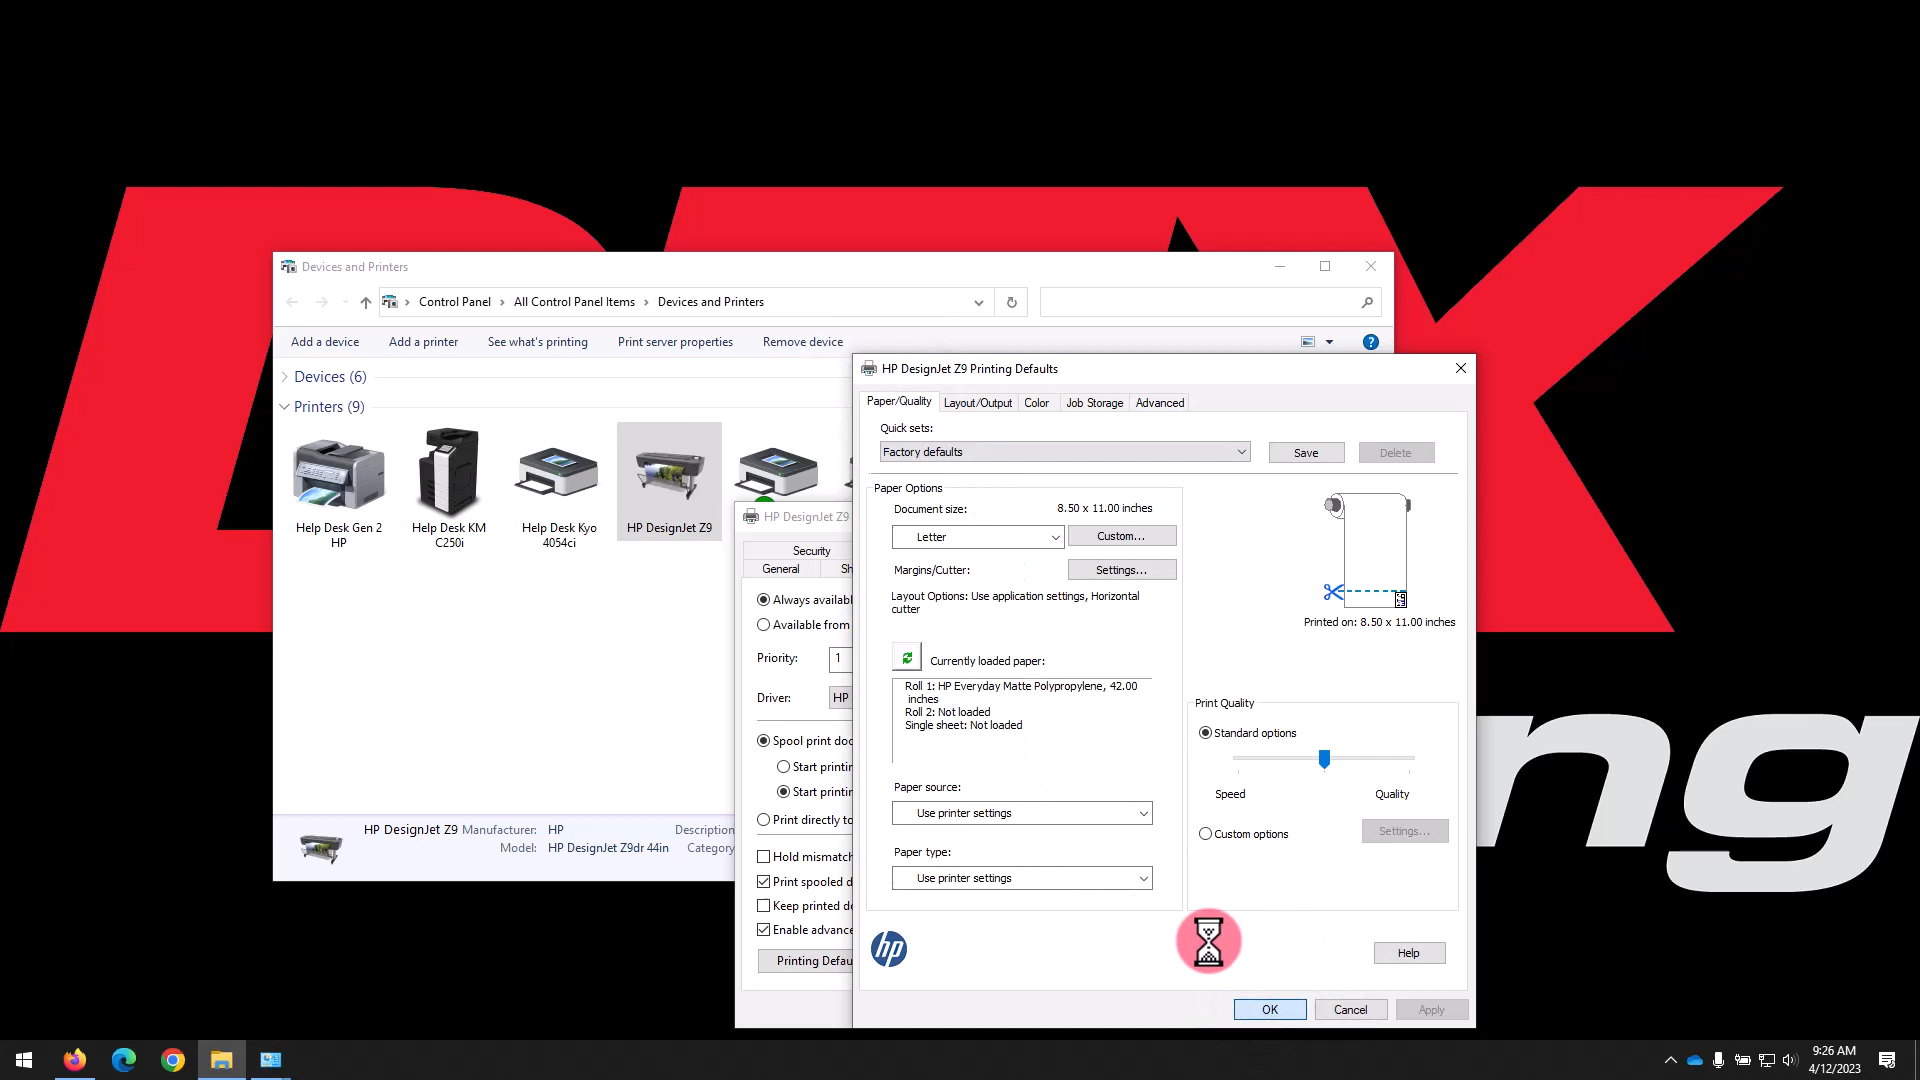 Devices and Printers
Control Panel
All Control Panel Items
Devices and Printers
Add a device
Add a printer
See what's printing
Print server properties
Remove device
?
Devices (6)
Printers (9)
Help Desk Gen 2
HP
Help Desk KM
C250i
Help Desk Kyo
4054ci
HP DesignJet Z9
HP DesignJet Z9 Manufacturer: HP Description
Model: HP DesignJet Z9dr 44in Category
HP DesignJet Z9
Security
General
Sh
Always availabl
Available from
Priority: 1
Driver: HP
Spool print doc
Start printin
Start printin
Print directly to
Hold mismatch
Print spooled d
Keep printed do
Enable advance
Printing Defau
HP DesignJet Z9 Printing Defaults
Paper/Quality
Layout/Output
Color
Job Storage
Advanced
Quick sets:
Factory defaults
Save
Delete
Paper Options
Document size: 8.50 x 11.00 inches
Letter
Custom...
Margins/Cutter:
Settings...
Layout Options: Use application settings, Horizontal
cutter
Currently loaded paper:
Roll 1: HP Everyday Matte Polypropylene, 42.00
inches
Roll 2: Not loaded
Single sheet: Not loaded
Paper source:
Use printer settings
Paper type:
Use printer settings
Printed on: 8.50 x 11.00 inches
Print Quality
Standard options
Speed
Quality
Custom options
Settings...
hp
Help
OK
Cancel
Apply
ng
9:26 AM
4/12/2023